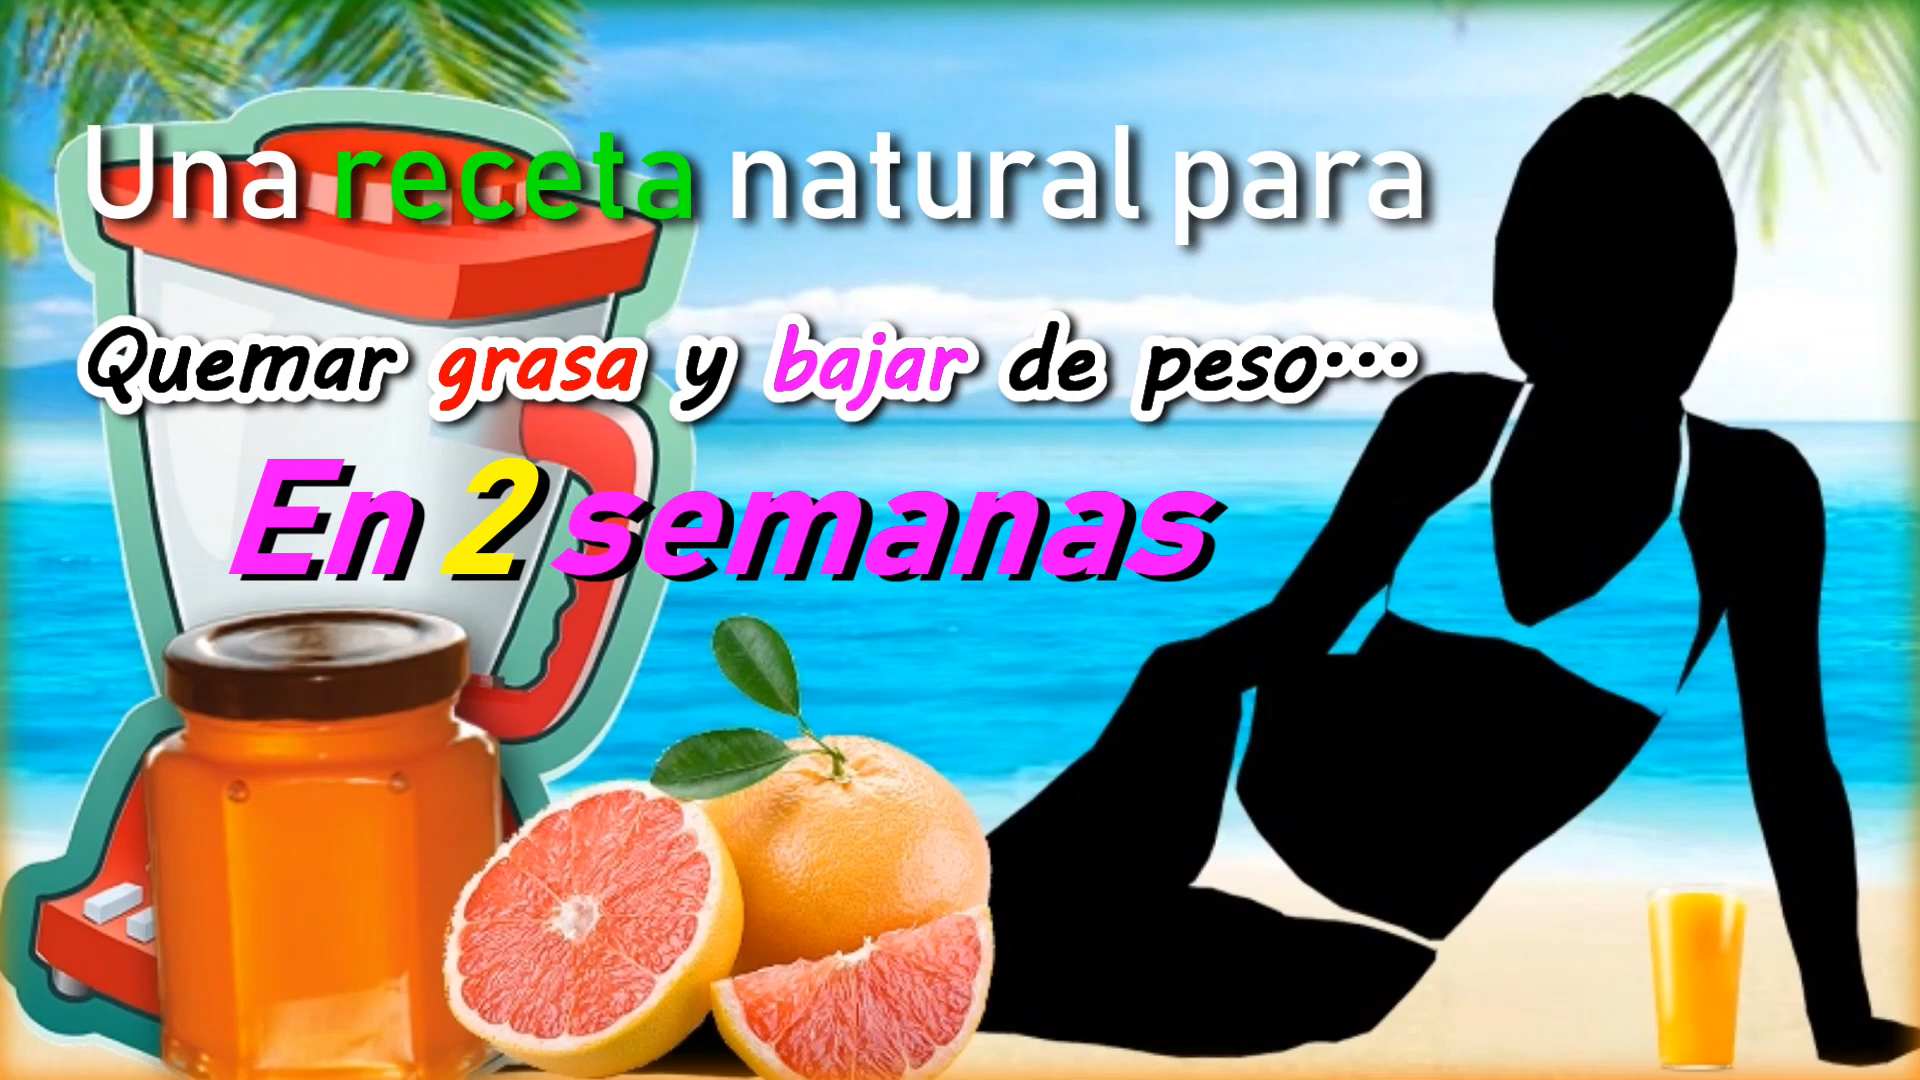 Una receta natural para
Quemar grasa y bajar de peso...
En 2 semanas